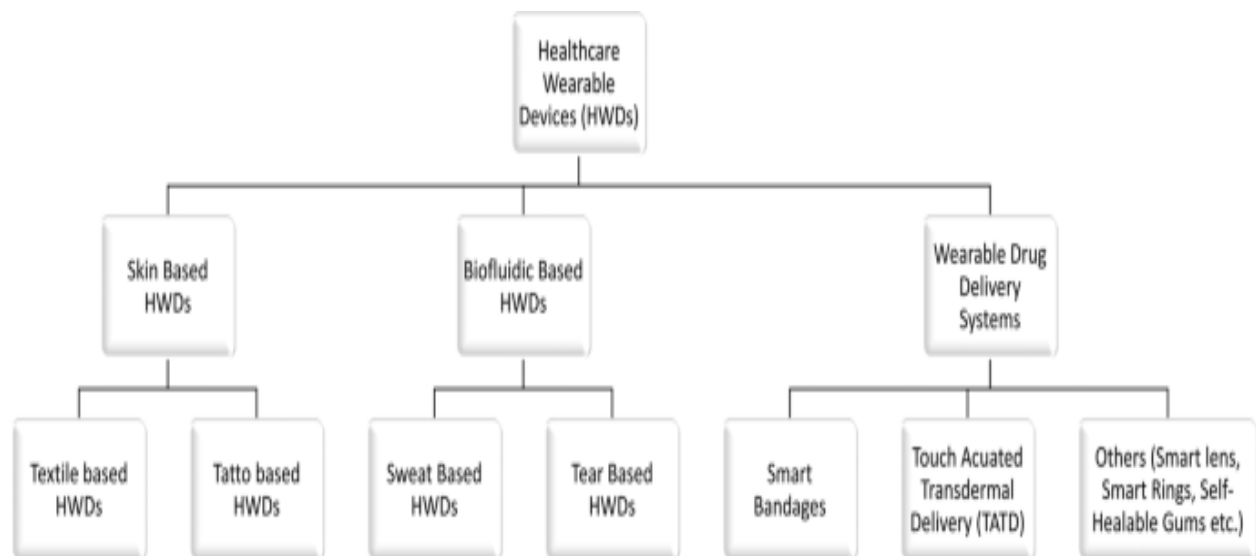 Healthcare
Wearable
Devices (HWDs)
Skin Based
HWDs
Biofluidic Based
HWDs
Wearable Drug
Delivery
Systems
Textile based
HWDs
Tatto based
HWDs
Sweat Based
HWDs
Tear Based
HWDs
Smart
Bandages
Touch Acuated
Transdermal
Delivery (TATD)
Others (Smart lens,
Smart Rings, Self-
Healable Gums etc.)